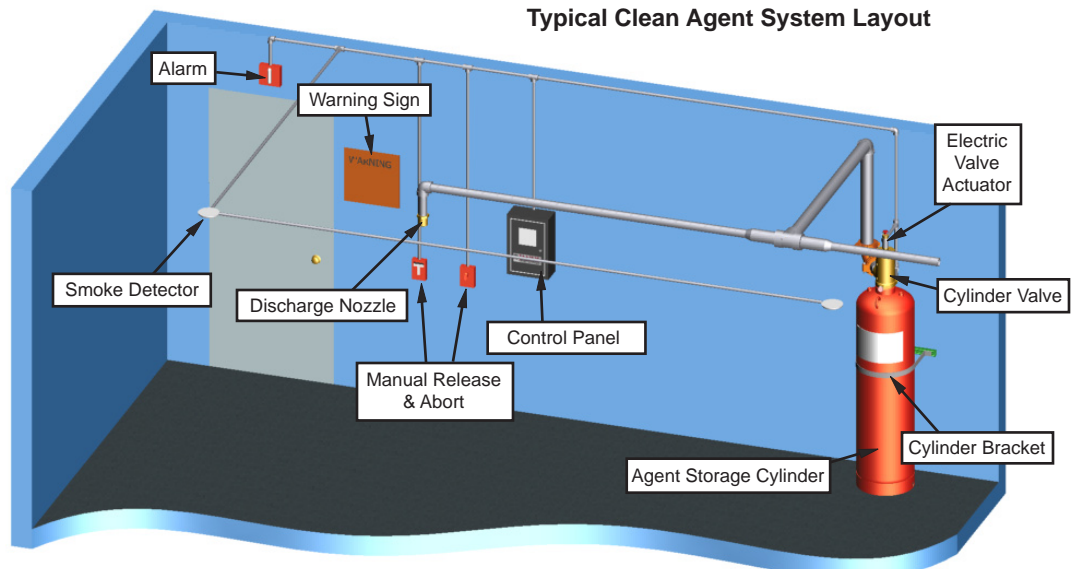 Typical Clean Agent System Layout
Alarm
Warning Sign
WARNING
Electric
Valve
Actuator
Smoke Detector
Discharge Nozzle
Control Panel
Cylinder Valve
Manual Release
& Abort
Cylinder Bracket
Agent Storage Cylinder